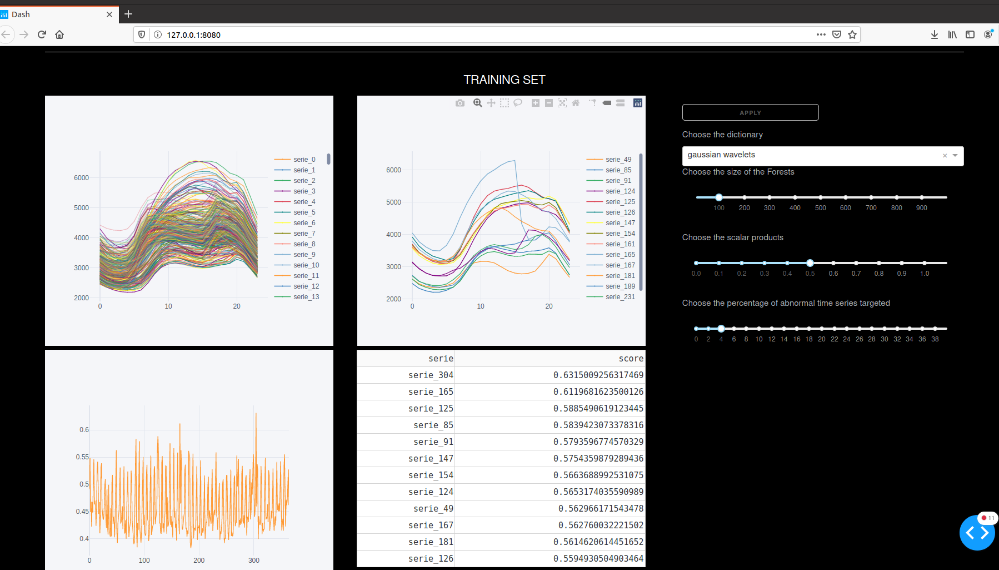 Dash
127.0.0.1:8080
TRAINING SET
6000
5000
4000
3000
2000
0
10
20
serie_0
serie_1
serie_2
serie_3
serie_4
serie_5
serie_6
serie_7
serie_8
serie_9
serie_10
serie_11
serie_12
serie_13
6000
5000
4000
3000
2000
0
10
20
serie_49
serie_85
serie_91
serie_124
serie_125
serie_126
serie_147
serie_154
serie_161
serie_165
serie_167
serie_181
serie_189
serie_231
APPLY
Choose the dictionary
gaussian wavelets
Choose the size of the Forests
100 200 300 400 500 600 700 800 900
Choose the scalar products
0.0 0.1 0.2 0.3 0.4 0.5 0.6 0.7 0.8 0.9 1.0
Choose the percentage of abnormal time series targeted
0 2 4 6 8 10 12 14 16 18 20 22 24 26 28 30 32 34 36 38
0.6
0.55
0.5
0.45
0.4
0
100
200
300
serie score
serie_304 0.6315009256317469
serie_165 0.6119681623500126
serie_125 0.5885490619123445
serie_85 0.5839423073378316
serie_91 0.5793596774570329
serie_147 0.5754359879289436
serie_154 0.5663688992531075
serie_124 0.5653174035590989
serie_49 0.562966171543478
serie_167 0.562760032221502
serie_181 0.5614620614451652
serie_126 0.5594930504903464
11